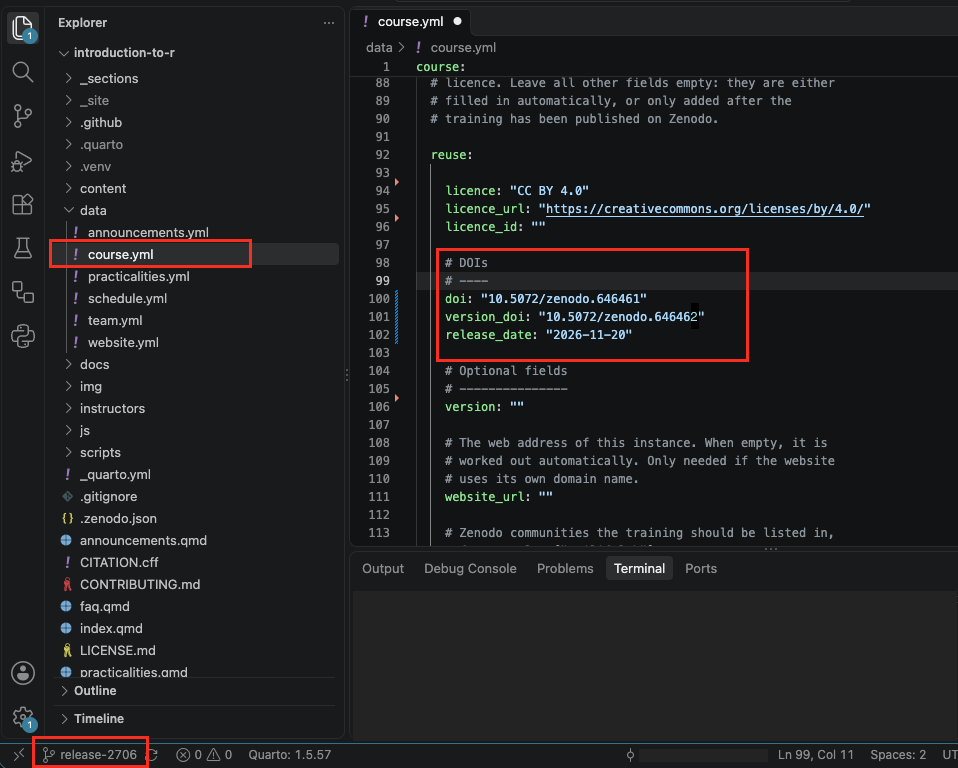 1
Explorer
introduction-to-r
_sections
_site
.github
.quarto
.venv
content
data
announcements.yml
course.yml
practicalities.yml
schedule.yml
team.yml
website.yml
docs
img
instructors
js
scripts
_quarto.yml
.gitignore
.zenodo.json
announcements.qmd
CITATION.cff
CONTRIBUTING.md
faq.qmd
index.qmd
LICENSE.md
practicalities.qmd
Outline
Timeline
1
course.yml
data > course.yml
1 course:
88 # licence. Leave all other fields empty: they are either
89 # filled in automatically, or only added after the
90 # training has been published on Zenodo.
91
92 reuse:
93
94 licence: "CC BY 4.0"
95 licence_url: "https://creativecommons.org/licenses/by/4.0/"
96 licence_id: ""
97
98 # DOIs
99 # ----
100 doi: "10.5072/zenodo.646461"
101 version_doi: "10.5072/zenodo.646462"
102 release_date: "2026-11-20"
103
104 # Optional fields
105 # ---------------
106 version: ""
107
108 # The web address of this instance. When empty, it is
109 # worked out automatically. Only needed if the website
110 # uses its own domain name.
111 website_url: ""
112
113 # Zenodo communities the training should be listed in,
Output Debug Console Problems Terminal Ports
release-2706 0 0 Quarto: 1.5.57 Ln 99, Col 11 Spaces: 2 UT